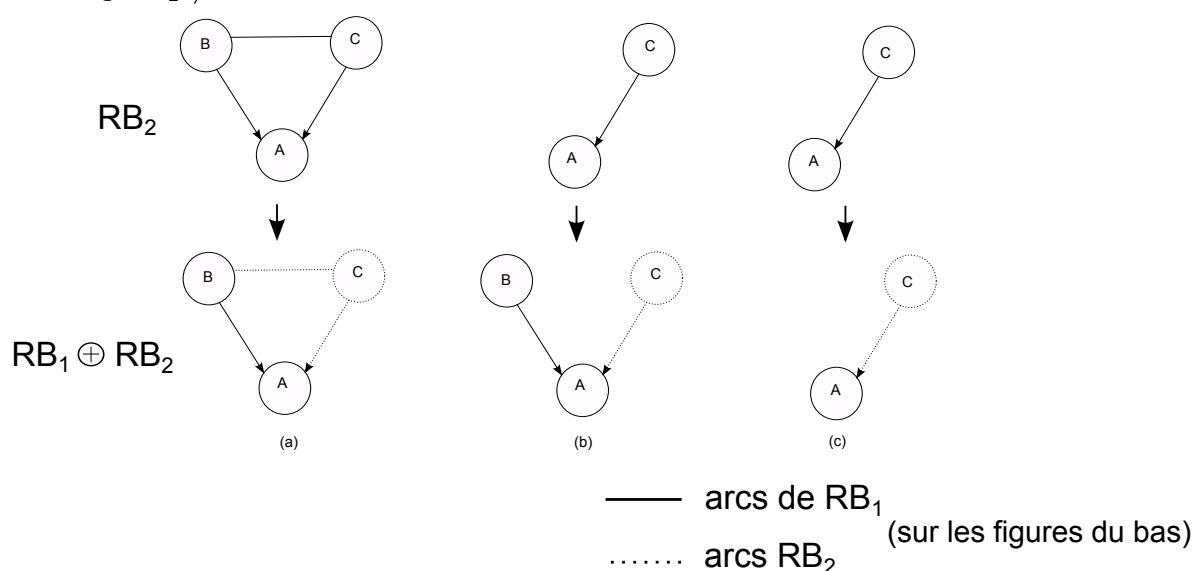 B
C
C
C
RB₂
A
A
A
B
C
B
C
C
RB₁ ⊕ RB₂
A
A
A
(a)
(b)
(c)
arcs de RB₁
(sur les figures du bas)
arcs RB₂